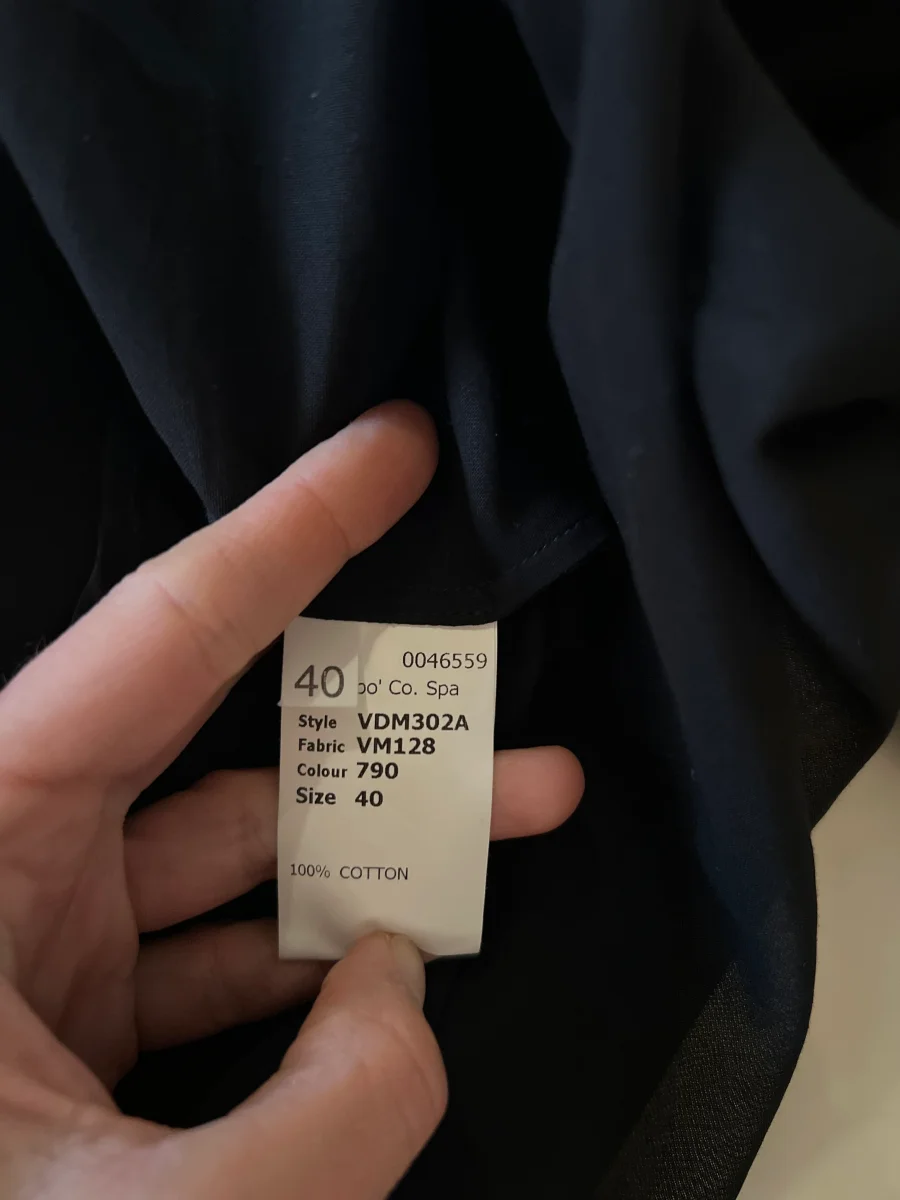 0046559
40
Co. Spa
Style VDM302A
Fabric VM128
Colour 790
Size 40
100% COTTON